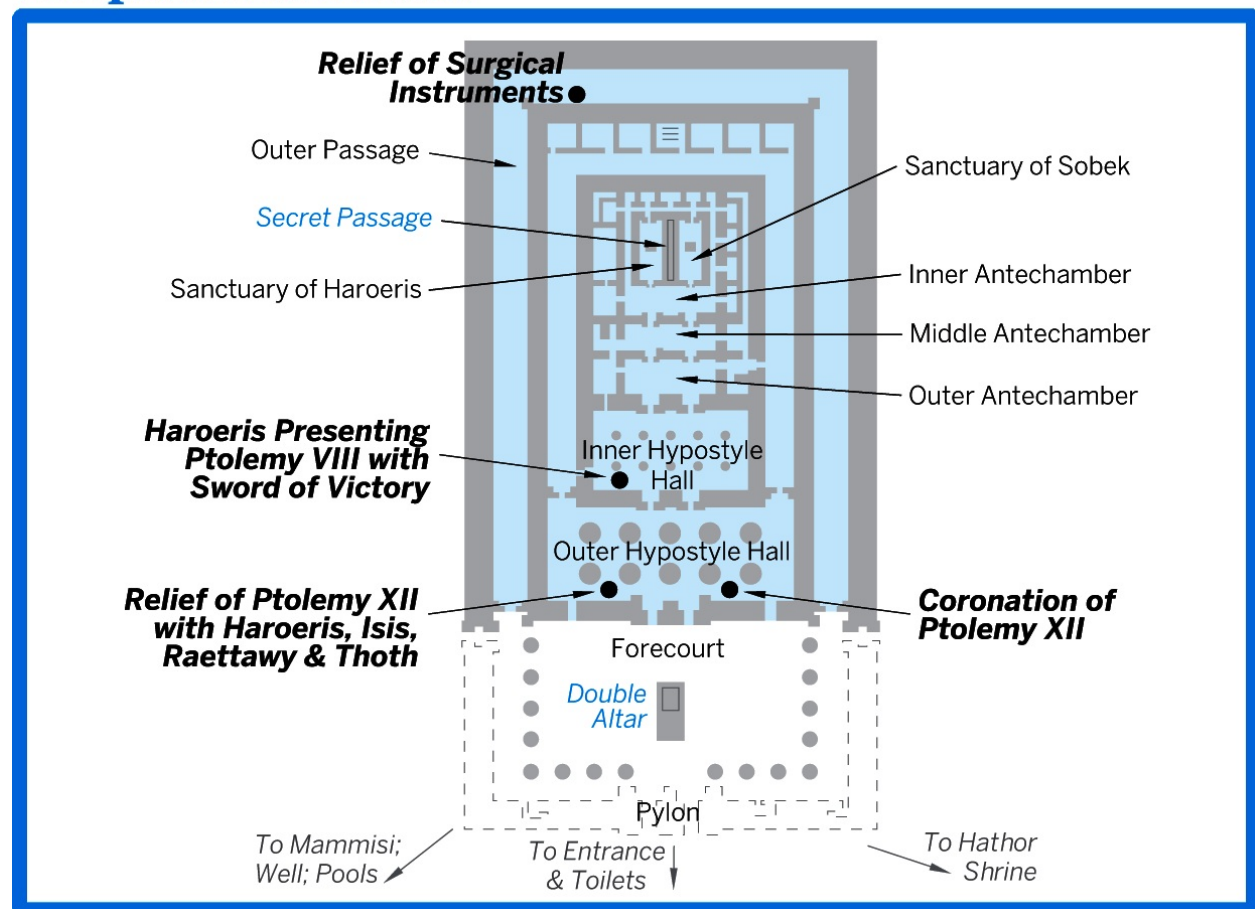 Relief of Surgical
Instruments
Outer Passage
Sanctuary of Sobek
Secret Passage
Inner Antechamber
Sanctuary of Haroeris
Middle Antechamber
Outer Antechamber
Haroeris Presenting
Ptolemy VIII with
Sword of Victory
Inner Hypostyle
Hall
Outer Hypostyle Hall
Relief of Ptolemy XII
with Haroeris, Isis,
Raettawy & Thoth
Coronation of
Ptolemy XII
Forecourt
Double
Altar
Pylon
To Mammisi;
Well; Pools
To Entrance
& Toilets
To Hathor
Shrine